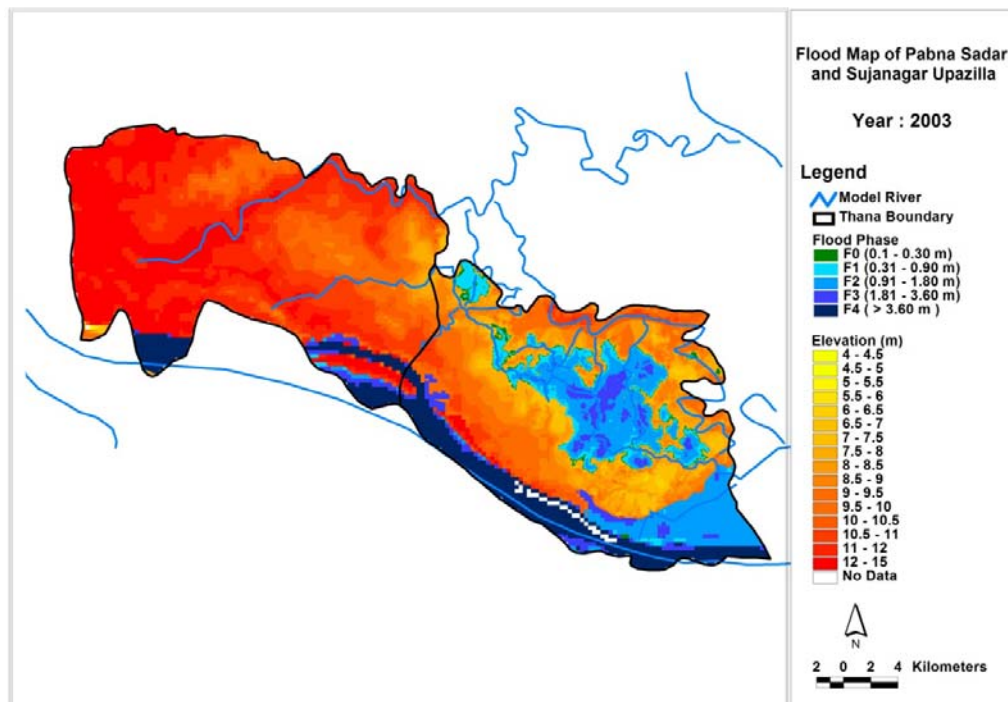 Flood Map of Pabna Sadar
and Sujanagar Upazilla
Year : 2003
Legend
Model River
Thana Boundary
Flood Phase
F0 (0.1 - 0.30 m)
F1 (0.31 - 0.90 m)
F2 (0.91 - 1.80 m)
F3 (1.81 - 3.60 m)
F4 ( > 3.60 m )
Elevation (m)
4 - 4.5
4.5 - 5
5 - 5.5
5.5 - 6
6 - 6.5
6.5 - 7
7 - 7.5
7.5 - 8
8 - 8.5
8.5 - 9
9 - 9.5
9.5 - 10
10 - 10.5
10.5 - 11
11 - 12
12 - 15
No Data
N
2 0 2 4 Kilometers